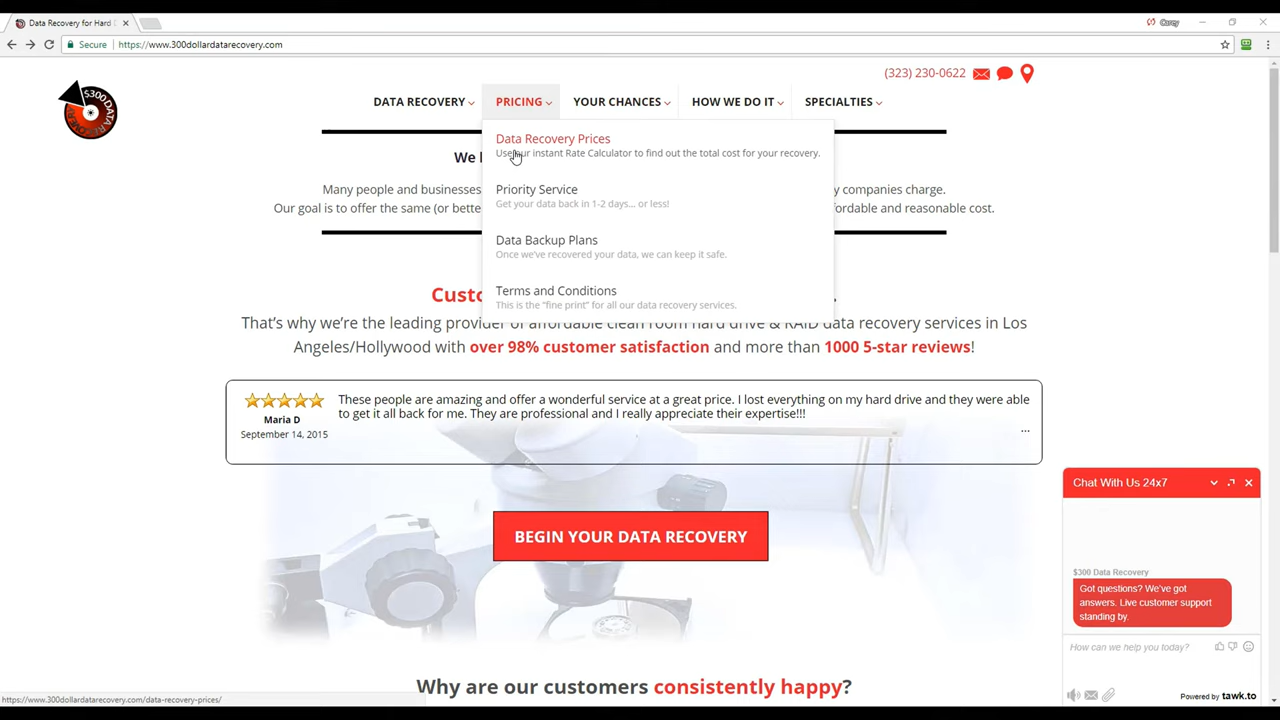 Data Recovery for Hard D
Carey
Secure https://www.300dollardatarecovery.com
(323) 230-0622
$300 DATA RECOVERY
DATA RECOVERY PRICING YOUR CHANCES HOW WE DO IT SPECIALTIES
Data Recovery Prices
Use our instant Rate Calculator to find out the total cost for your recovery.
We
Priority Service
Get your data back in 1-2 days... or less!
Many people and businesses y companies charge.
Our goal is to offer the same (or bette ordable and reasonable cost.
Data Backup Plans
Once we've recovered your data, we can keep it safe.
Terms and Conditions
This is the "fine print" for all our data recovery services.
Custo
That's why we're the leading provider of affordable clean room hard drive & RAID data recovery services in Los
Angeles/Hollywood with over 98% customer satisfaction and more than 1000 5-star reviews!
Maria D
September 14, 2015
These people are amazing and offer a wonderful service at a great price. I lost everything on my hard drive and they were able
to get it all back for me. They are professional and I really appreciate their expertise!!!
...
BEGIN YOUR DATA RECOVERY
Why are our customers consistently happy?
Chat With Us 24x7
$300 Data Recovery
Got questions? We've got
answers. Live customer support
standing by.
How can we help you today?
Powered by tawk.to
https://www.300dollardatarecovery.com/data-recovery-prices/